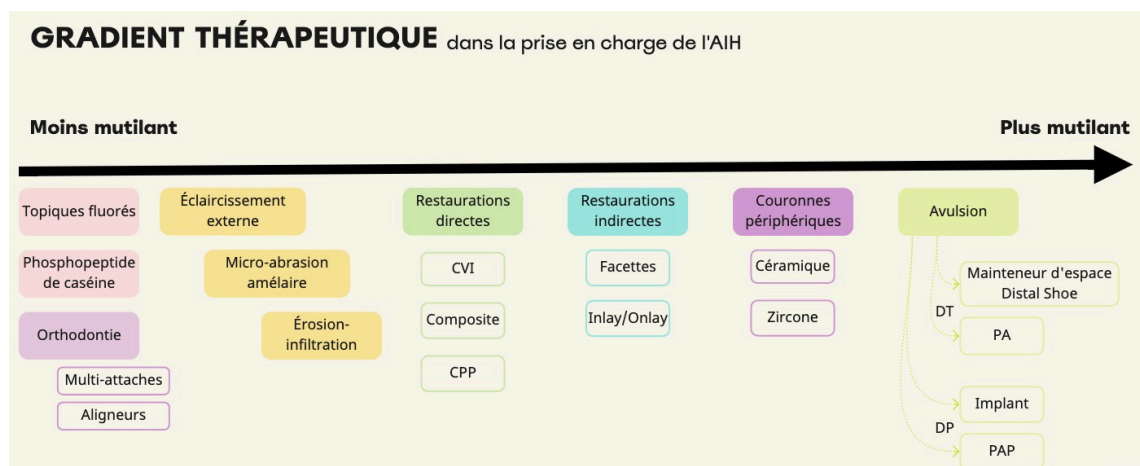 GRADIENT THÉRAPEUTIQUE dans la prise en charge de l'AIH
Moins mutilant
Plus mutilant
Topiques fluorés
Phosphopeptide
de caséine
Orthodontie
Multi-attaches
Aligneurs
Éclaircissement
externe
Micro-abrasion
amélaire
Érosion-
infiltration
Restaurations
directes
CVI
Composite
CPP
Restaurations
indirectes
Facettes
Inlay/Onlay
Couronnes
périphériques
Céramique
Zircone
Avulsion
DT
Mainteneur d'espace
Distal Shoe
PA
DP
Implant
PAP